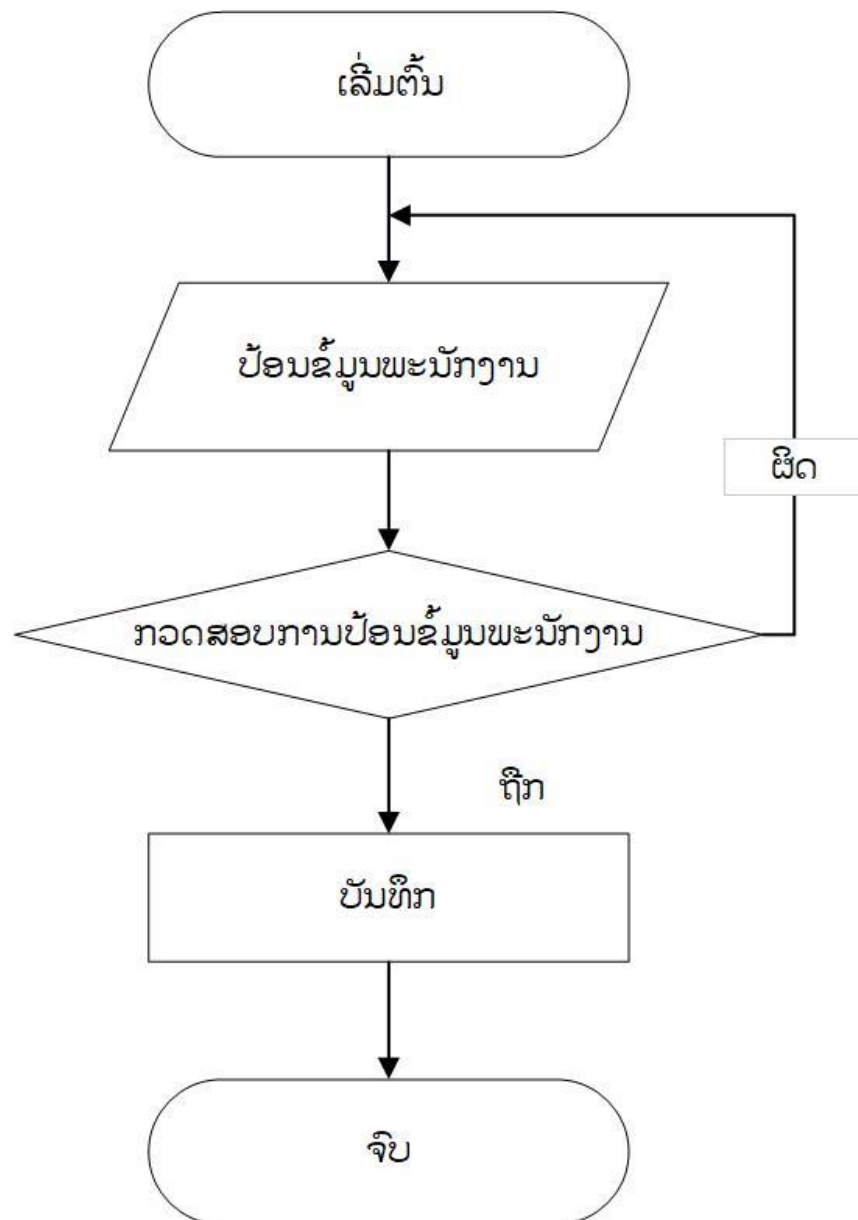 ເລີ່ມຕົ້ນ
ປ້ອນຂໍ້ມູນພະນັກງານ
ຜິດ
ກວດສອບການປ້ອນຂໍ້ມູນພະນັກງານ
ຖືກ
ບັນທຶກ
ຈົບ